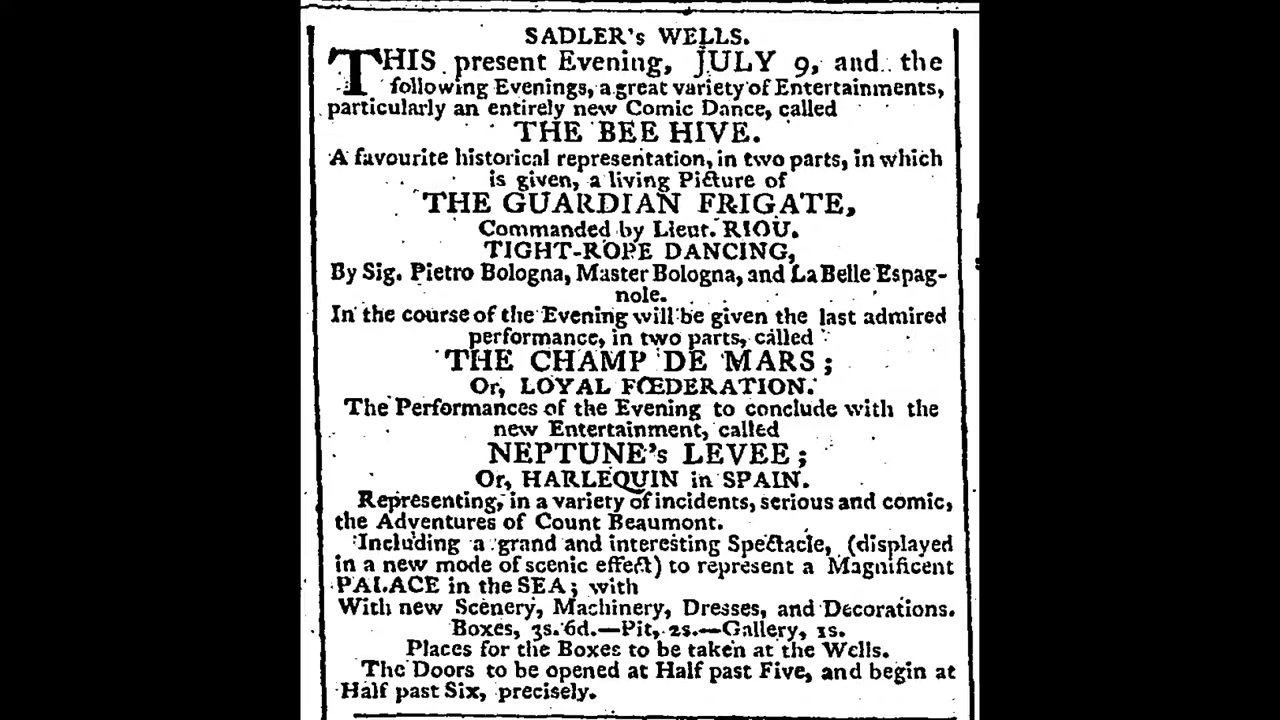 SADLER's WELLS.
THIS present Evening, JULY 9, and the
following Evenings, a great variety of Entertainments,
particularly an entirely new Comic Dance, called
THE BEE HIVE.
A favourite historical representation, in two parts, in which
is given, a living Picture of
THE GUARDIAN FRIGATE,
Commanded by Lieut. RIOU.
TIGHT-ROPE DANCING,
By Sig. Pietro Bologna, Master Bologna, and La Belle Espag-
nole.
In the course of the Evening will be given the last admired
performance, in two parts, called
THE CHAMP DE MARS;
Or, LOYAL FŒDERATION.
The Performances of the Evening to conclude with the
new Entertainment, called
NEPTUNE's LEVEE;
Or, HARLEQUIN in SPAIN.
Representing, in a variety of incidents, serious and comic,
the Adventures of Count Beaumont.
Including a grand and interesting Spectacle, (displayed
in a new mode of scenic effect) to represent a Magnificent
PALACE in the SEA; with
With new Scenery, Machinery, Dresses, and Decorations.
Boxes, 3s. 6d.—Pit, 2s.—Gallery, 1s.
Places for the Boxes to be taken at the Wells.
The Doors to be opened at Half past Five, and begin at
Half past Six, precisely.